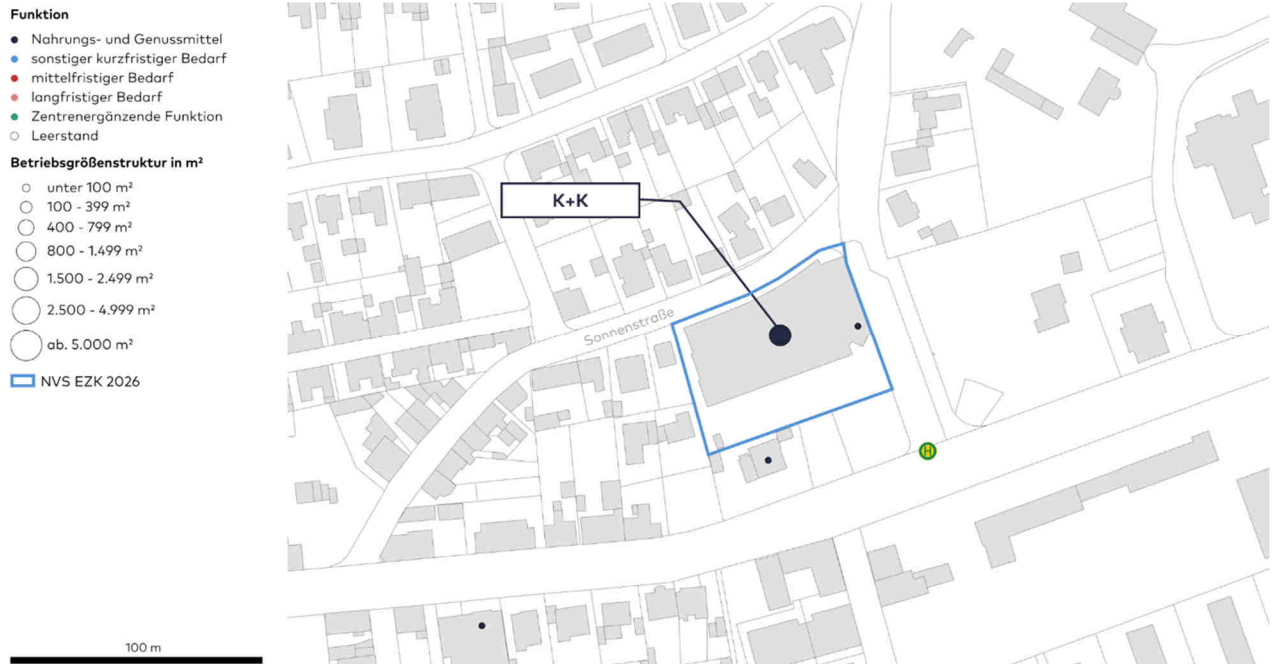 Funktion
Nahrungs- und Genussmittel
sonstiger kurzfristiger Bedarf
mittelfristiger Bedarf
langfristiger Bedarf
Zentrenergänzende Funktion
Leerstand
Betriebsgrößenstruktur in m²
unter 100 m²
100 - 399 m²
400 - 799 m²
800 - 1.499 m²
1.500 - 2.499 m²
2.500 - 4.999 m²
ab. 5.000 m²
NVS EZK 2026
100 m
K+K
Sonnenstraße
H